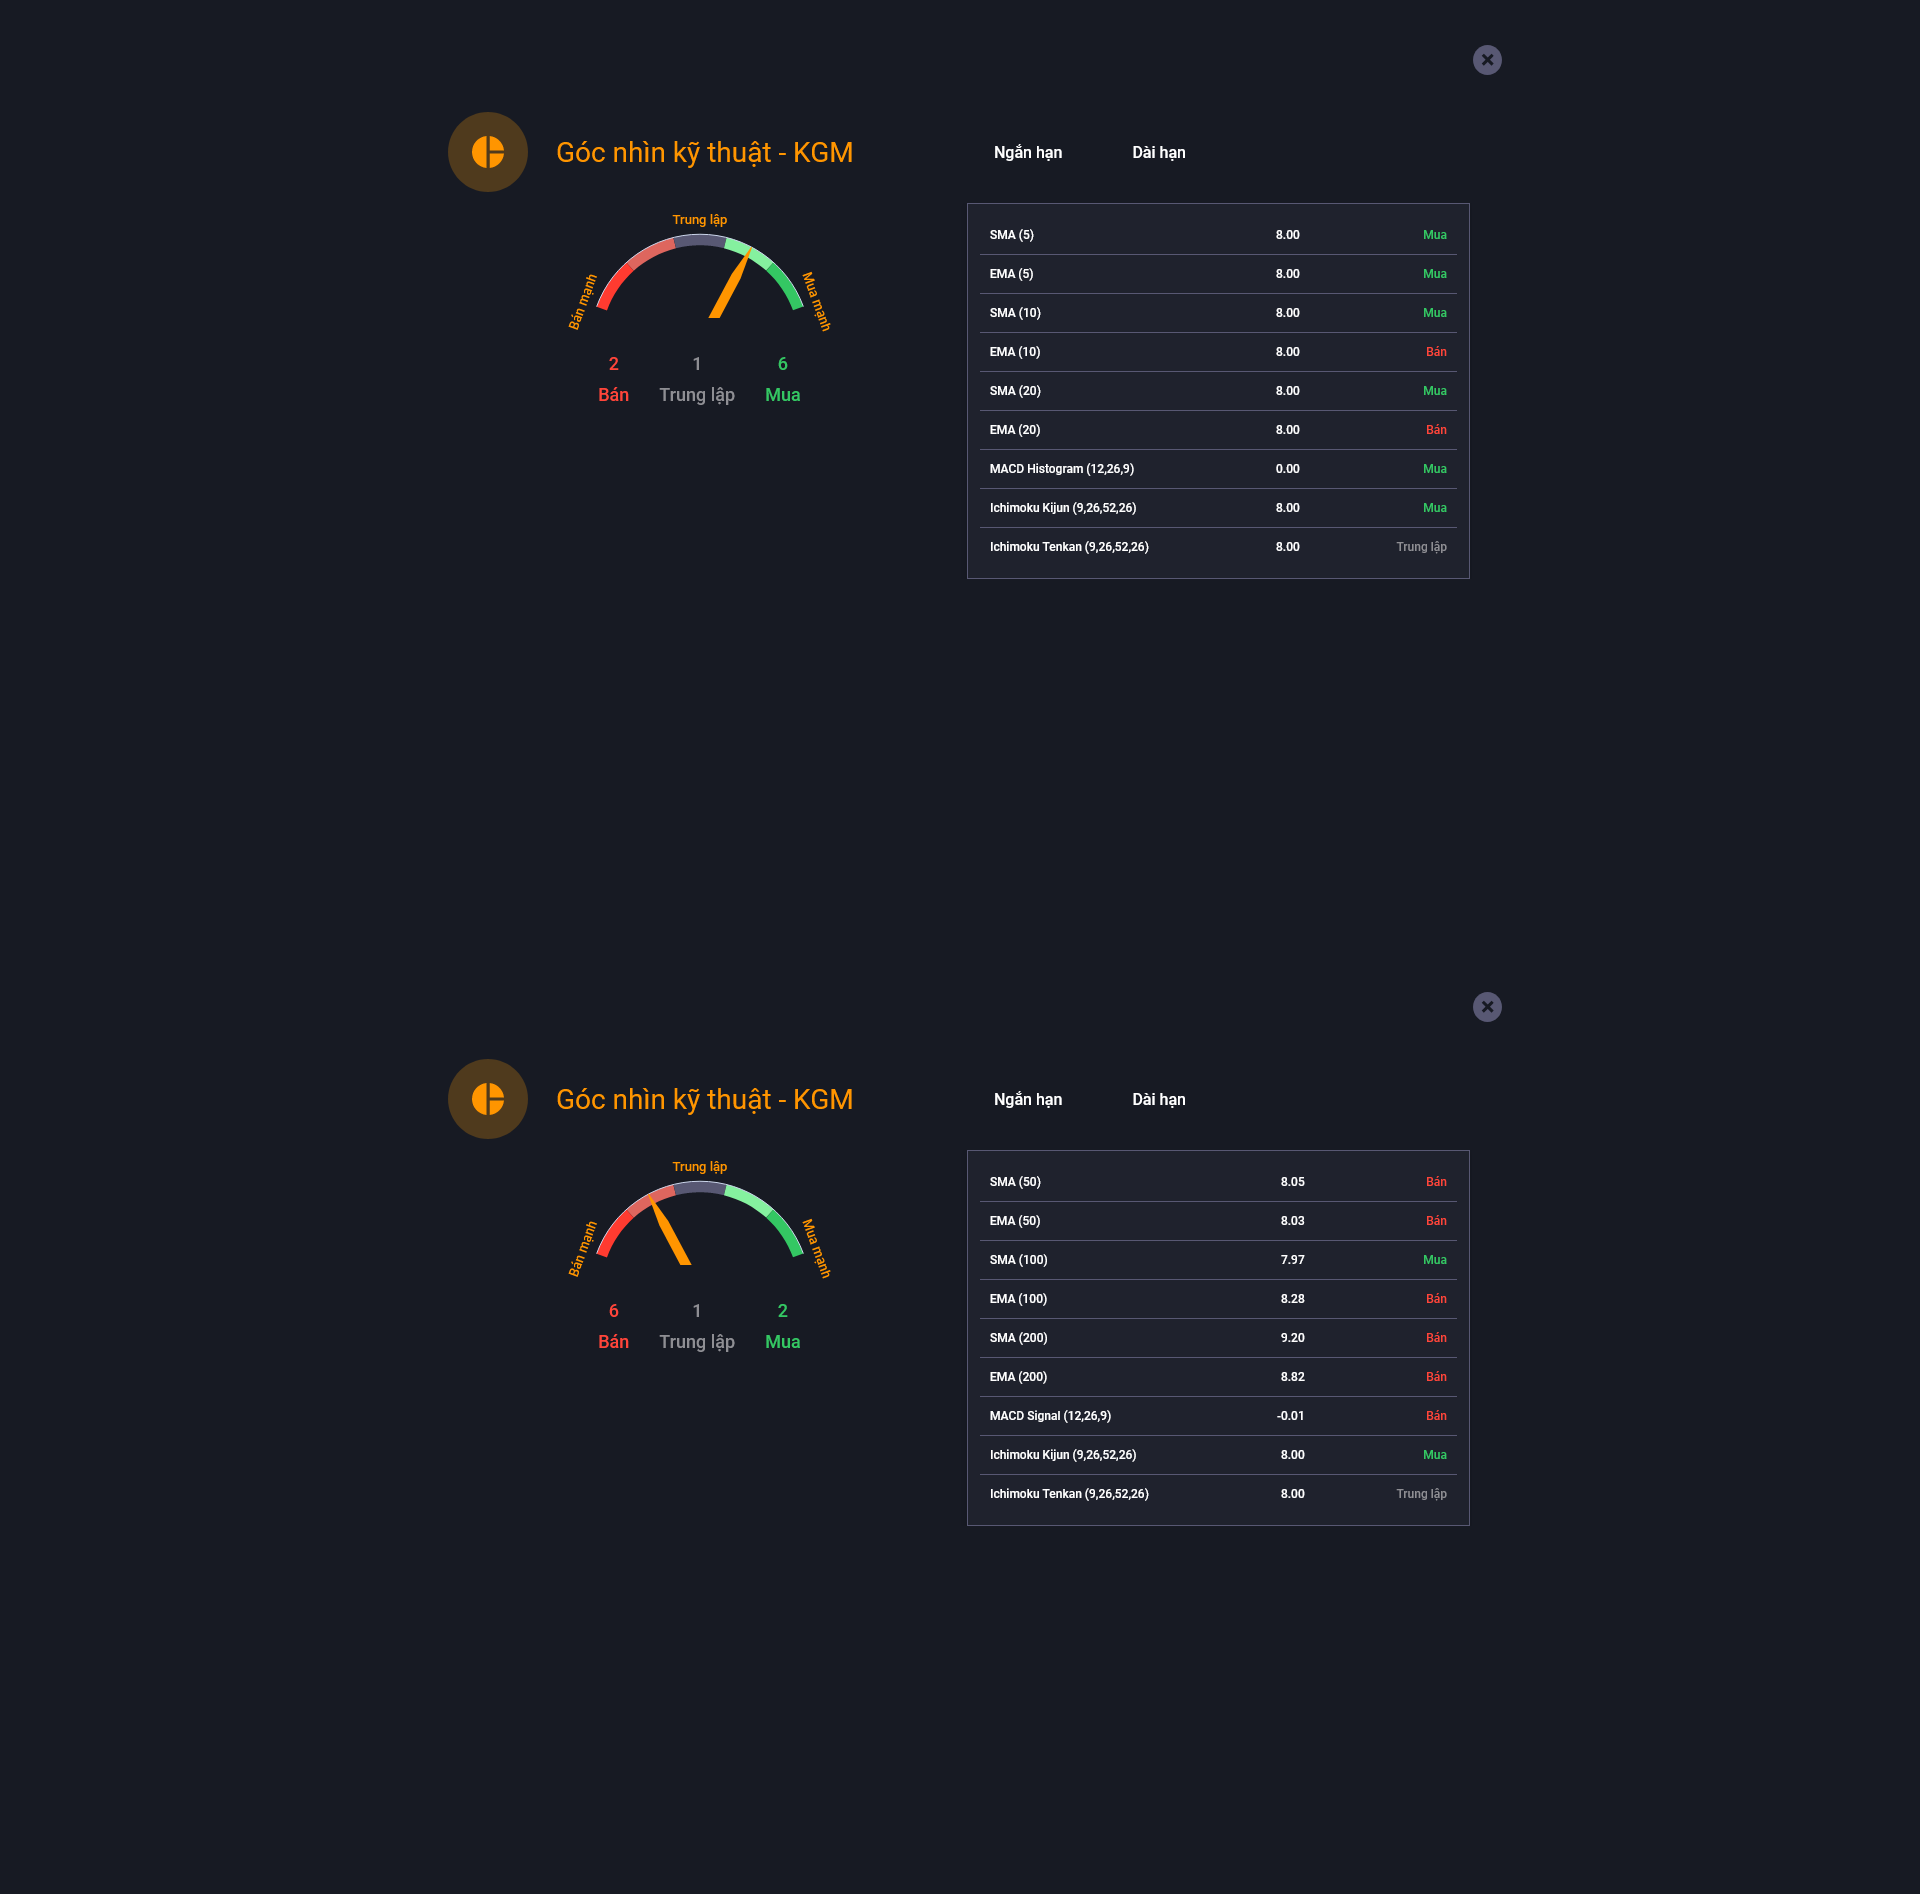 Góc nhìn kỹ thuật - KGM
Ngắn hạn Dài hạn
Trung lập
Bán mạnh
Mua mạnh
2 1 6
Bán Trung lập Mua
SMA (5) 8.00 Mua
EMA (5) 8.00 Mua
SMA (10) 8.00 Mua
EMA (10) 8.00 Bán
SMA (20) 8.00 Mua
EMA (20) 8.00 Bán
MACD Histogram (12,26,9) 0.00 Mua
Ichimoku Kijun (9,26,52,26) 8.00 Mua
Ichimoku Tenkan (9,26,52,26) 8.00 Trung lập
Góc nhìn kỹ thuật - KGM
Ngắn hạn Dài hạn
Trung lập
Bán mạnh
Mua mạnh
6 1 2
Bán Trung lập Mua
SMA (50) 8.05 Bán
EMA (50) 8.03 Bán
SMA (100) 7.97 Mua
EMA (100) 8.28 Bán
SMA (200) 9.20 Bán
EMA (200) 8.82 Bán
MACD Signal (12,26,9) -0.01 Bán
Ichimoku Kijun (9,26,52,26) 8.00 Mua
Ichimoku Tenkan (9,26,52,26) 8.00 Trung lập